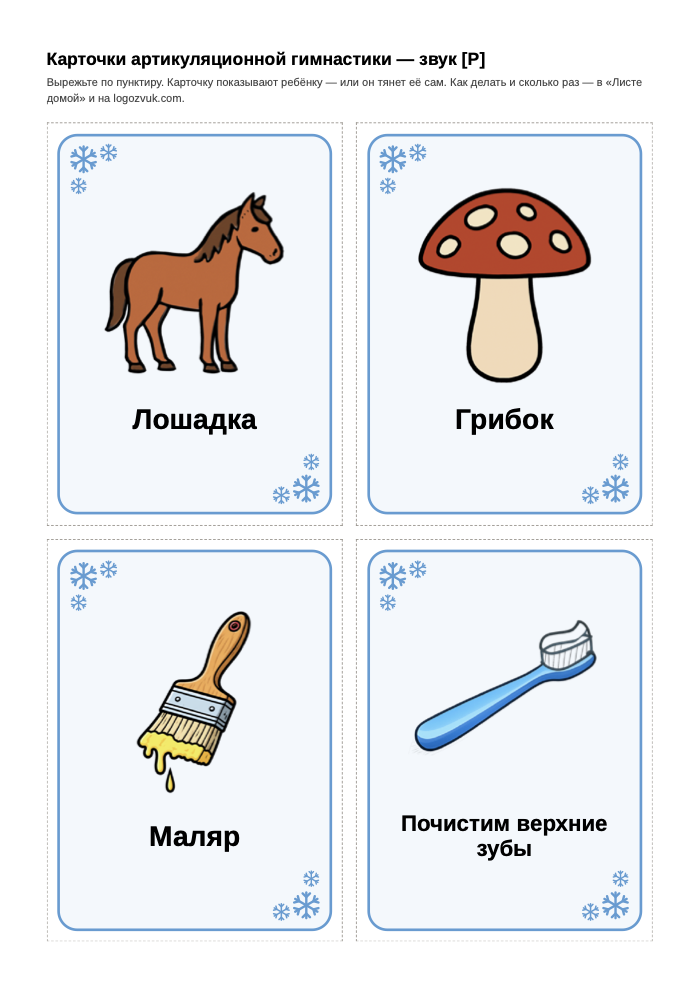 Карточки артикуляционной гимнастики — звук [Р]
Вырежьте по пунктиру. Карточку показывают ребёнку — или он тянет её сам. Как делать и сколько раз — в «Листе
домой» и на logozvuk.com.
Лошадка
Грибок
Маляр
Почистим верхние
зубы